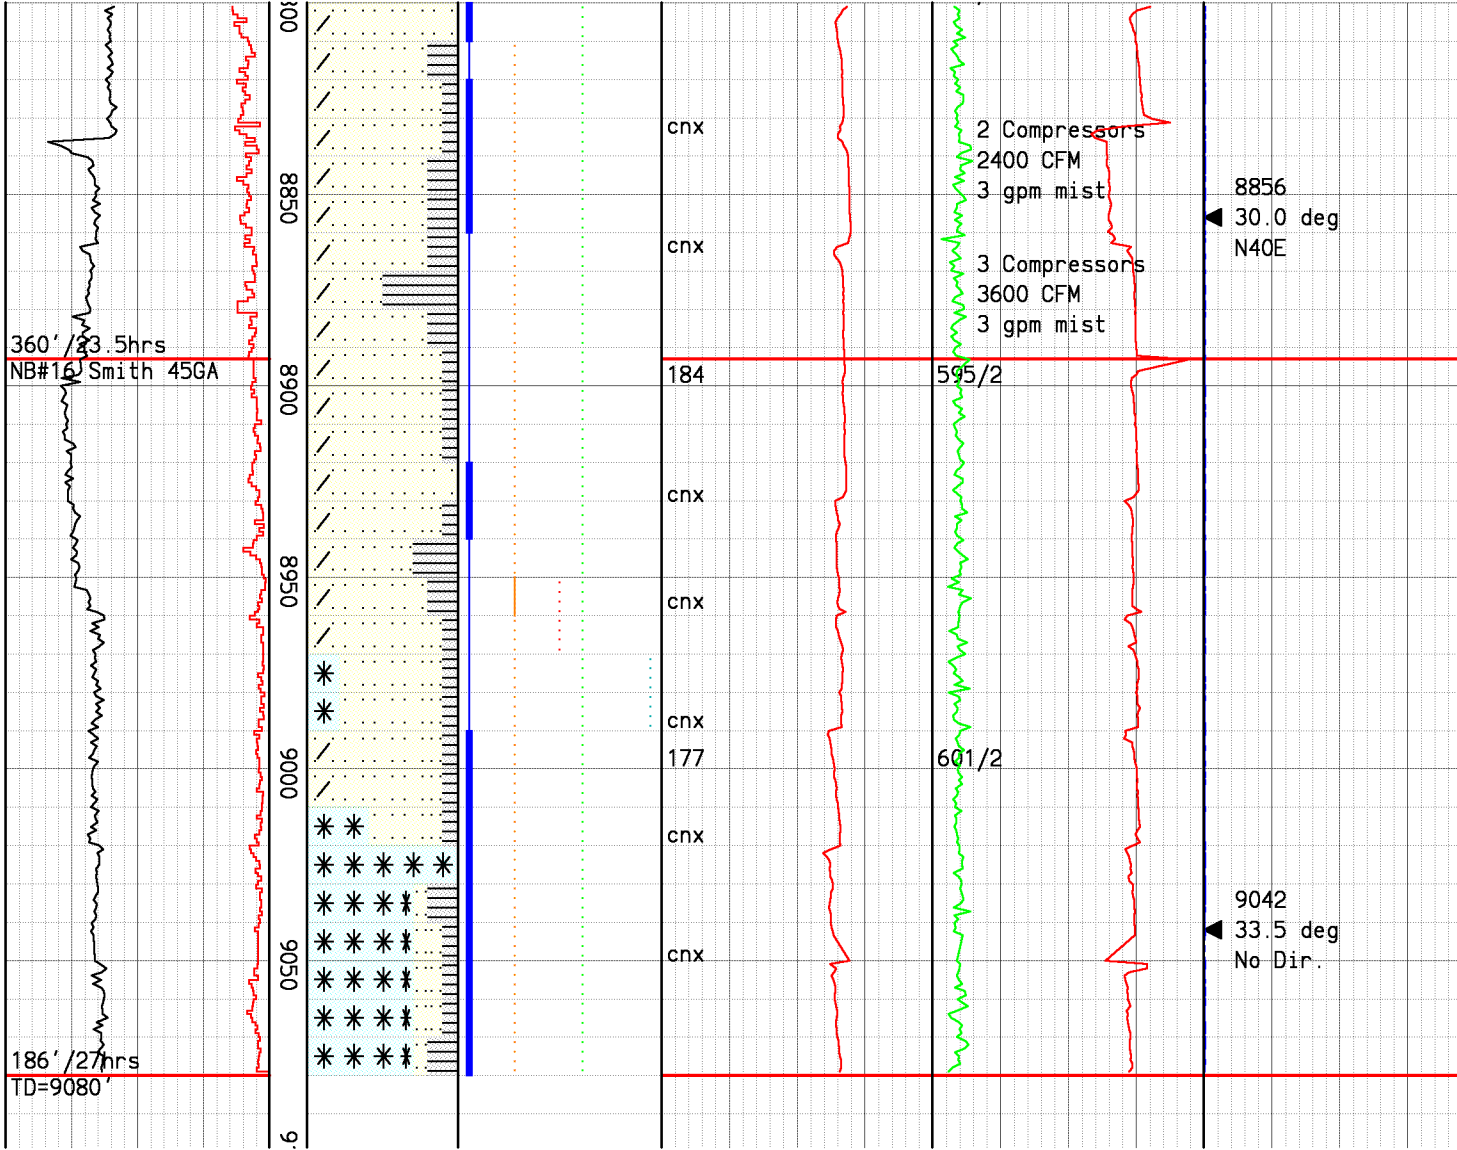 800
cnx
2 Compressors
2400 CFM
3 gpm mist
8850
8856
30.0 deg
N40E
cnx
3 Compressors
3600 CFM
3 gpm mist
360'/23.5hrs
NB#16 Smith 45GA
184
595/2
8900
cnx
8950
cnx
cnx
177
601/2
9000
cnx
9042
33.5 deg
No Dir.
cnx
9050
186'/27hrs
TD=9080'